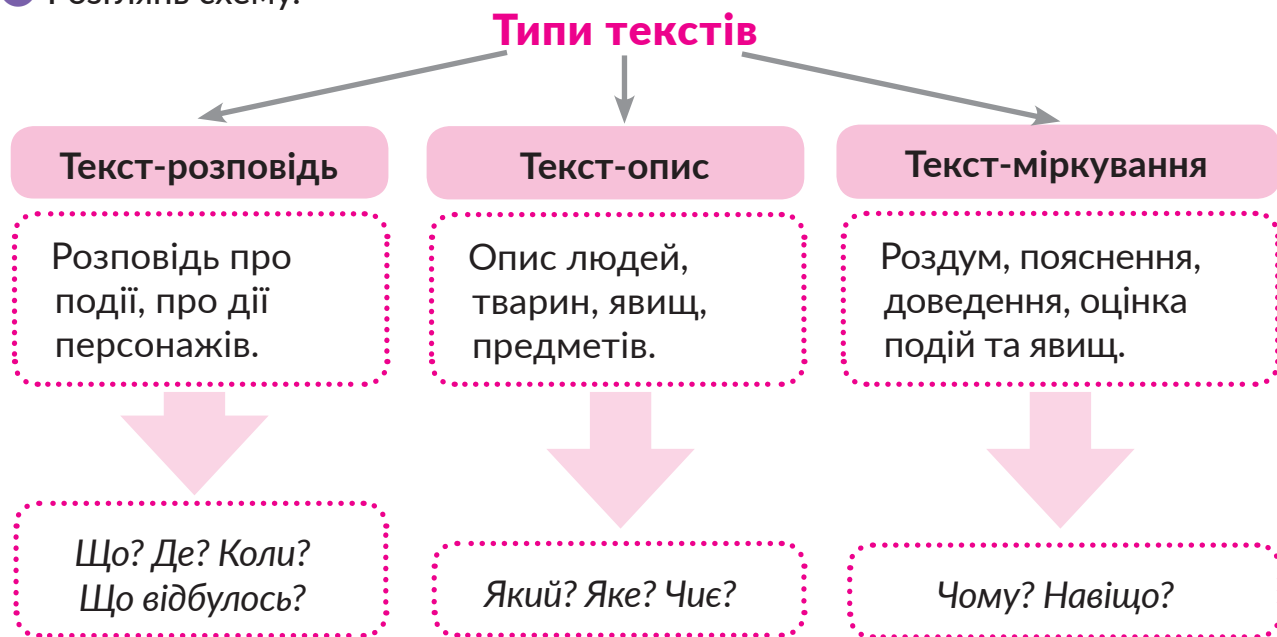 Типи текстів
Текст-розповідь
Розповідь про
події, про дії
персонажів.
Що? Де? Коли?
Що відбулось?
Текст-опис
Опис людей,
тварин, явищ,
предметів.
Який? Яке? Чиє?
Текст-міркування
Роздум, пояснення,
доведення, оцінка
подій та явищ.
Чому? Навіщо?